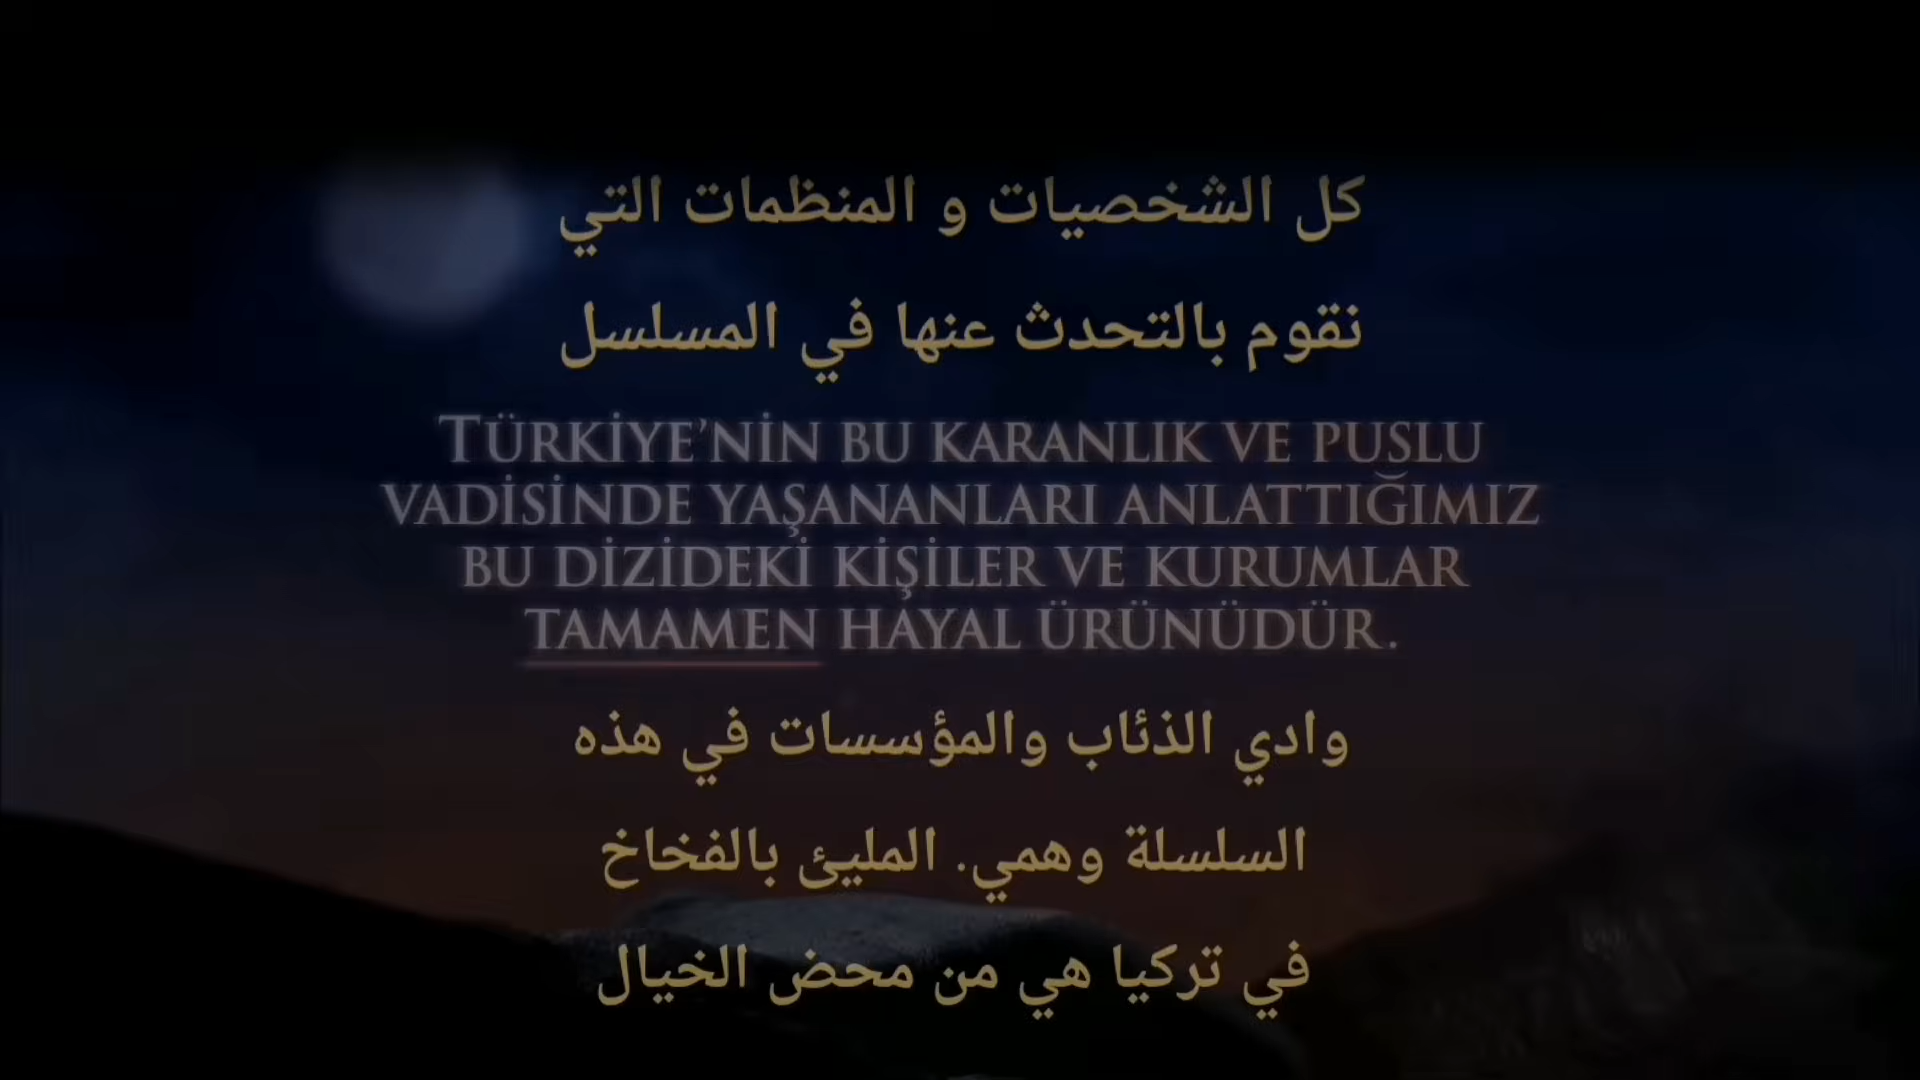 كل الشخصيات و المنظمات التي
نقوم بالتحدث عنها في المسلسل
TÜRKİYE’NİN BU KARANLIK VE PUSLU
VADİSİNDE YAŞANANLARI ANLATTIĞIMIZ
BU DİZİDEKİ KİŞİLER VE KURUMLAR
TAMAMEN HAYAL ÜRÜNÜDÜR.
وادي الذئاب والمؤسسات في هذه
السلسلة وهمي. المليئ بالفخاخ
في تركيا هي من محض الخيال